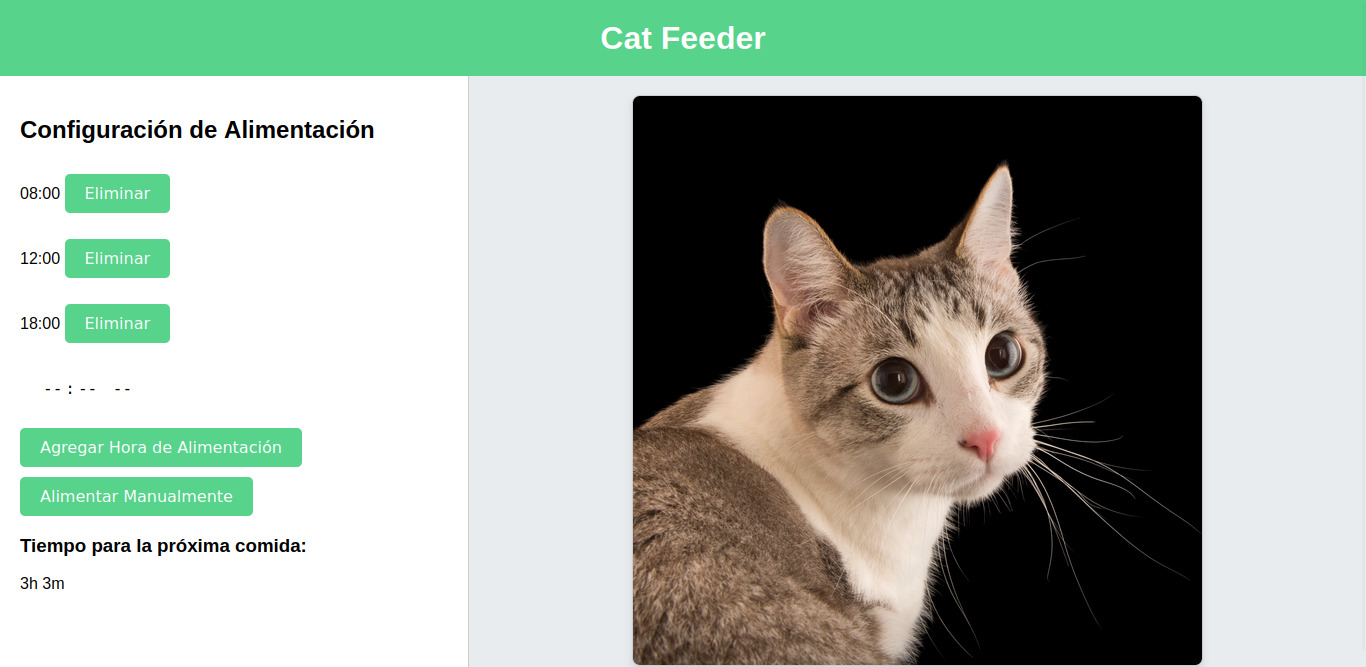 Cat Feeder
Configuración de Alimentación
08:00 Eliminar
12:00 Eliminar
18:00 Eliminar
--:-- --
Agregar Hora de Alimentación
Alimentar Manualmente
Tiempo para la próxima comida:
3h 3m